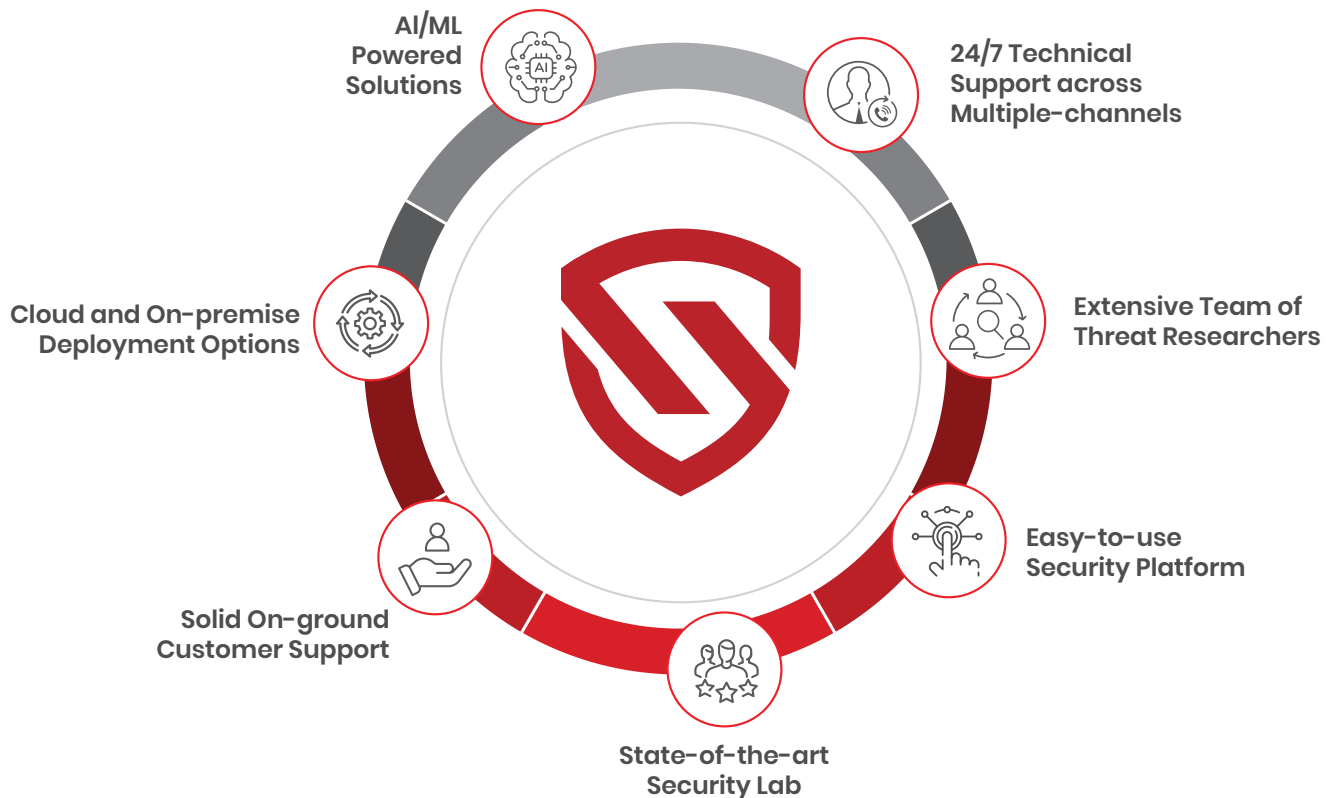 AI/ML
Powered
Solutions
24/7 Technical
Support across
Multiple-channels
Cloud and On-premise
Deployment Options
Extensive Team of
Threat Researchers
Easy-to-use
Security Platform
Solid On-ground
Customer Support
State-of-the-art
Security Lab
AI